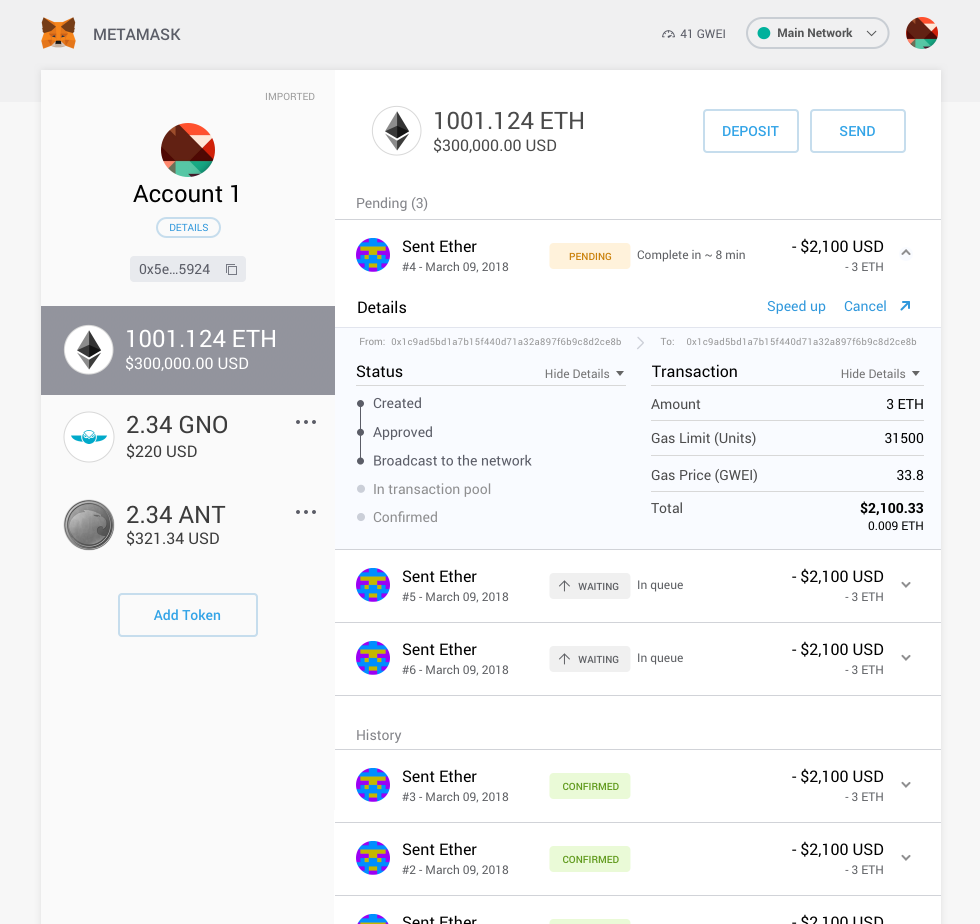 METAMASK
41 GWEI
Main Network
IMPORTED
Account 1
DETAILS
0x5e...5924
1001.124 ETH
$300,000.00 USD
2.34 GNO
$220 USD
2.34 ANT
$321.34 USD
Add Token
1001.124 ETH
$300,000.00 USD
DEPOSIT
SEND
Pending (3)
Sent Ether
#4 - March 09, 2018
PENDING
Complete in ~ 8 min
- $2,100 USD
- 3 ETH
Details
Speed up
Cancel
From: 0x1c9ad5bd1a7b15f440d71a32a897f6b9c8d2ce8b
To: 0x1c9ad5bd1a7b15f440d71a32a897f6b9c8d2ce8b
Status
Hide Details
Created
Approved
Broadcast to the network
In transaction pool
Confirmed
Transaction
Hide Details
Amount 3 ETH
Gas Limit (Units) 31500
Gas Price (GWEI) 33.8
Total $2,100.33
0.009 ETH
Sent Ether
#5 - March 09, 2018
WAITING
In queue
- $2,100 USD
- 3 ETH
Sent Ether
#6 - March 09, 2018
WAITING
In queue
- $2,100 USD
- 3 ETH
History
Sent Ether
#3 - March 09, 2018
CONFIRMED
- $2,100 USD
- 3 ETH
Sent Ether
#2 - March 09, 2018
CONFIRMED
- $2,100 USD
- 3 ETH
Sent Ether
- $2,100 USD